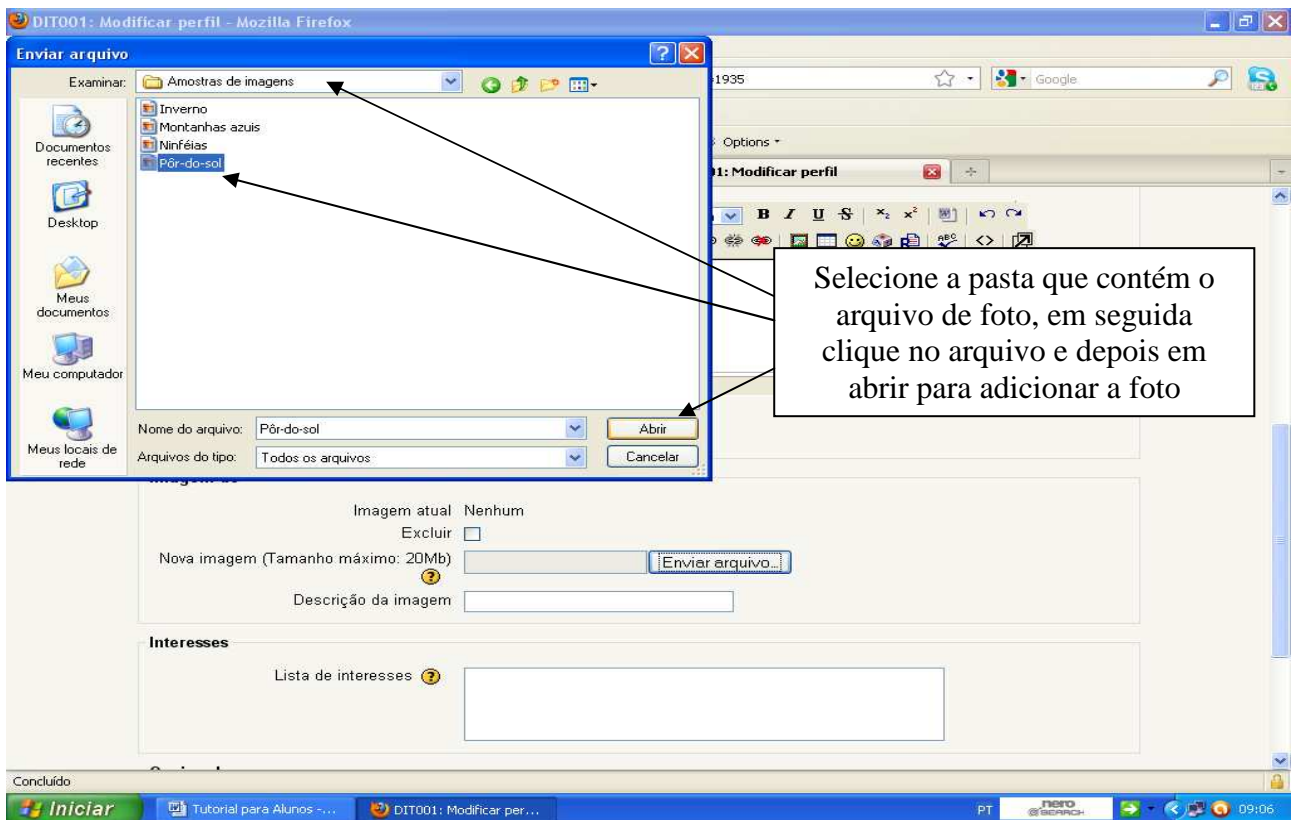 DIT001: Modificar perfil - Mozilla Firefox
Enviar arquivo
Examinar: Amostras de imagens
Inverno
Montanhas azuis
Ninféias
Pôr-do-sol
Documentos
recentes
Desktop
Meus
documentos
Meu computador
Meus locais de
rede
Nome do arquivo: Pôr-do-sol
Abrir
Arquivos do tipo: Todos os arquivos
Cancelar
1935
Google
Options
1: Modificar perfil
B I U S x₂ x²
ABC <>
Selecione a pasta que contém o
arquivo de foto, em seguida
clique no arquivo e depois em
abrir para adicionar a foto
Imagem atual Nenhum
Excluir
Nova imagem (Tamanho máximo: 20Mb)
Enviar arquivo...
Descrição da imagem
Interesses
Lista de interesses
Concluído
Iniciar
Tutorial para Alunos -...
DIT001: Modificar per...
PT
nero
SEARCH
09:06